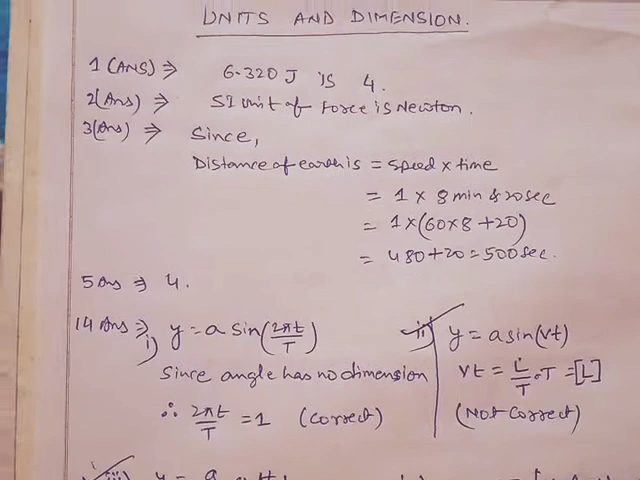 UNITS AND DIMENSION.
1 (ANS) ⇒ 6.320 J is 4.
2(Ans) ⇒ SI unit of Force is Newton.
3(Ans) ⇒ Since,
Distance of earth is = speed x time
= 1 x 8 min & 20 sec
= 1x(60x8 +20)
= 480+20 = 500 sec.
5 Ans ⇒ 4.
14 Ans ⇒ i) y = a sin(2πt/T)
Since angle has no dimension
∴ 2πt/T = 1 (Correct)
ii) y = a sin(vt)
vt = L/T . T = [L]
(Not Correct)
iii) y = a